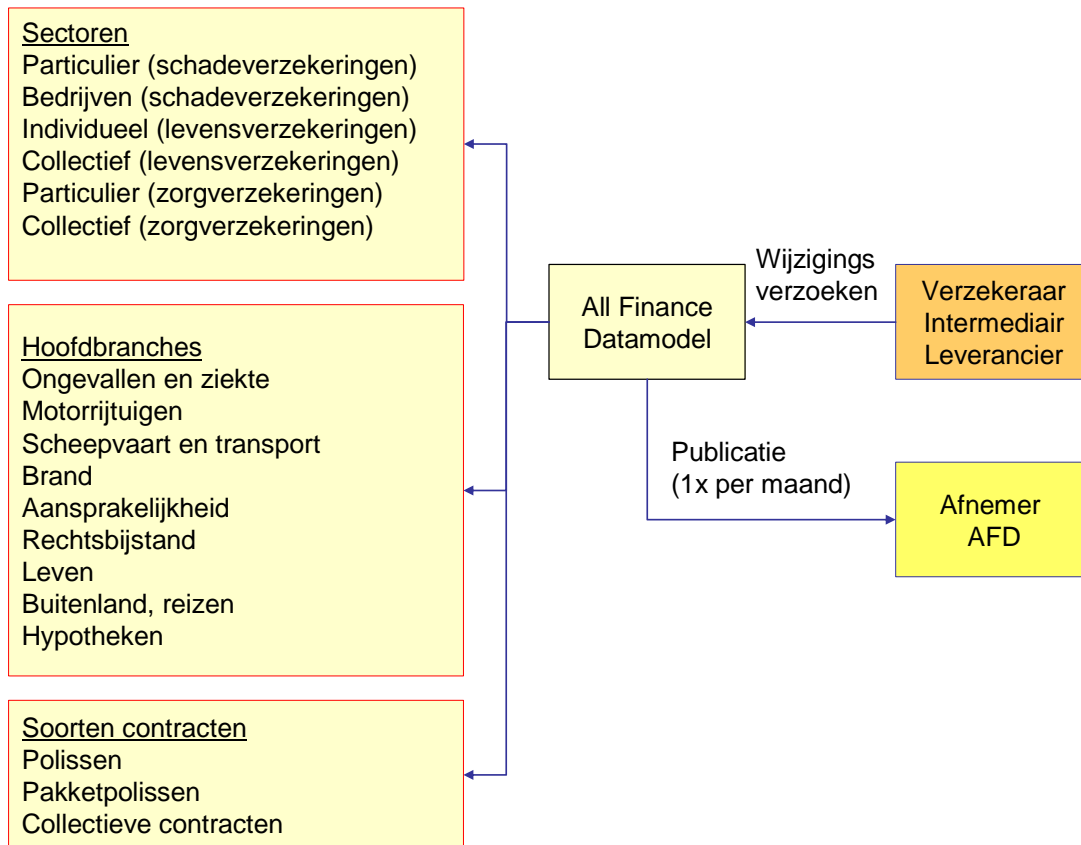 Sectoren
Particulier (schadeverzekeringen)
Bedrijven (schadeverzekeringen)
Individueel (levensverzekeringen)
Collectief (levensverzekeringen)
Particulier (zorgverzekeringen)
Collectief (zorgverzekeringen)
Hoofdbranches
Ongevallen en ziekte
Motorrijtuigen
Scheepvaart en transport
Brand
Aansprakelijkheid
Rechtsbijstand
Leven
Buitenland, reizen
Hypotheken
Soorten contracten
Polissen
Pakketpolissen
Collectieve contracten
All Finance
Datamodel
Wijzigings
verzoeken
Verzekeraar
Intermediair
Leverancier
Publicatie
(1x per maand)
Afnemer
AFD